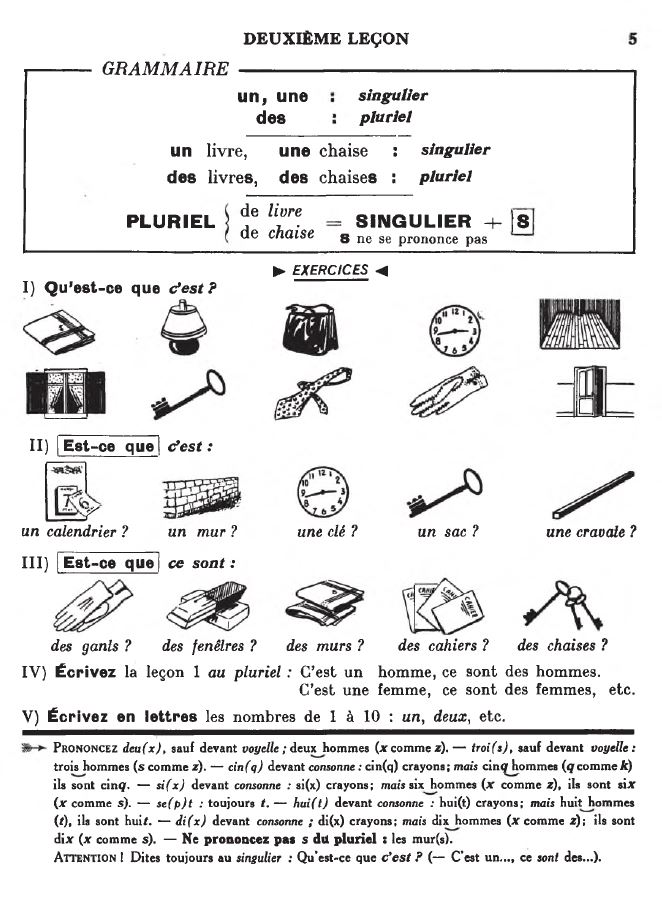 DEUXIÈME LEÇON 5
GRAMMAIRE
un, une : singulier
des : pluriel
un livre, une chaise : singulier
des livres, des chaises : pluriel
PLURIEL { de livre
de chaise = SINGULIER + S
s ne se prononce pas
► EXERCICES ◄
I) Qu'est-ce que c'est ?
II) Est-ce que c'est :
7 6
un calendrier ? un mur ? une clé ? un sac ? une cravate ?
III) Est-ce que ce sont :
CAHIER CAHIER CAHIER CAHIER
des gants ? des fenêtres ? des murs ? des cahiers ? des chaises ?
IV) Écrivez la leçon 1 au pluriel : C'est un homme, ce sont des hommes.
C'est une femme, ce sont des femmes, etc.
V) Écrivez en lettres les nombres de 1 à 10 : un, deux, etc.
PRONONCEZ deu(x), sauf devant voyelle ; deux hommes (x comme z). — troi(s), sauf devant voyelle :
trois hommes (s comme z). — cin(q) devant consonne : cin(q) crayons; mais cinq hommes (q comme k)
ils sont cinq. — si(x) devant consonne : si(x) crayons; mais six hommes (x comme z), ils sont six
(x comme s). — se(p)t : toujours t. — hui(t) devant consonne : hui(t) crayons; mais huit hommes
(t), ils sont huit. — di(x) devant consonne ; di(x) crayons; mais dix hommes (x comme z); ils sont
dix (x comme s). — Ne prononcez pas s du pluriel : les mur(s).
ATTENTION ! Dites toujours au singulier : Qu'est-ce que c'est ? (— C'est un..., ce sont des...).